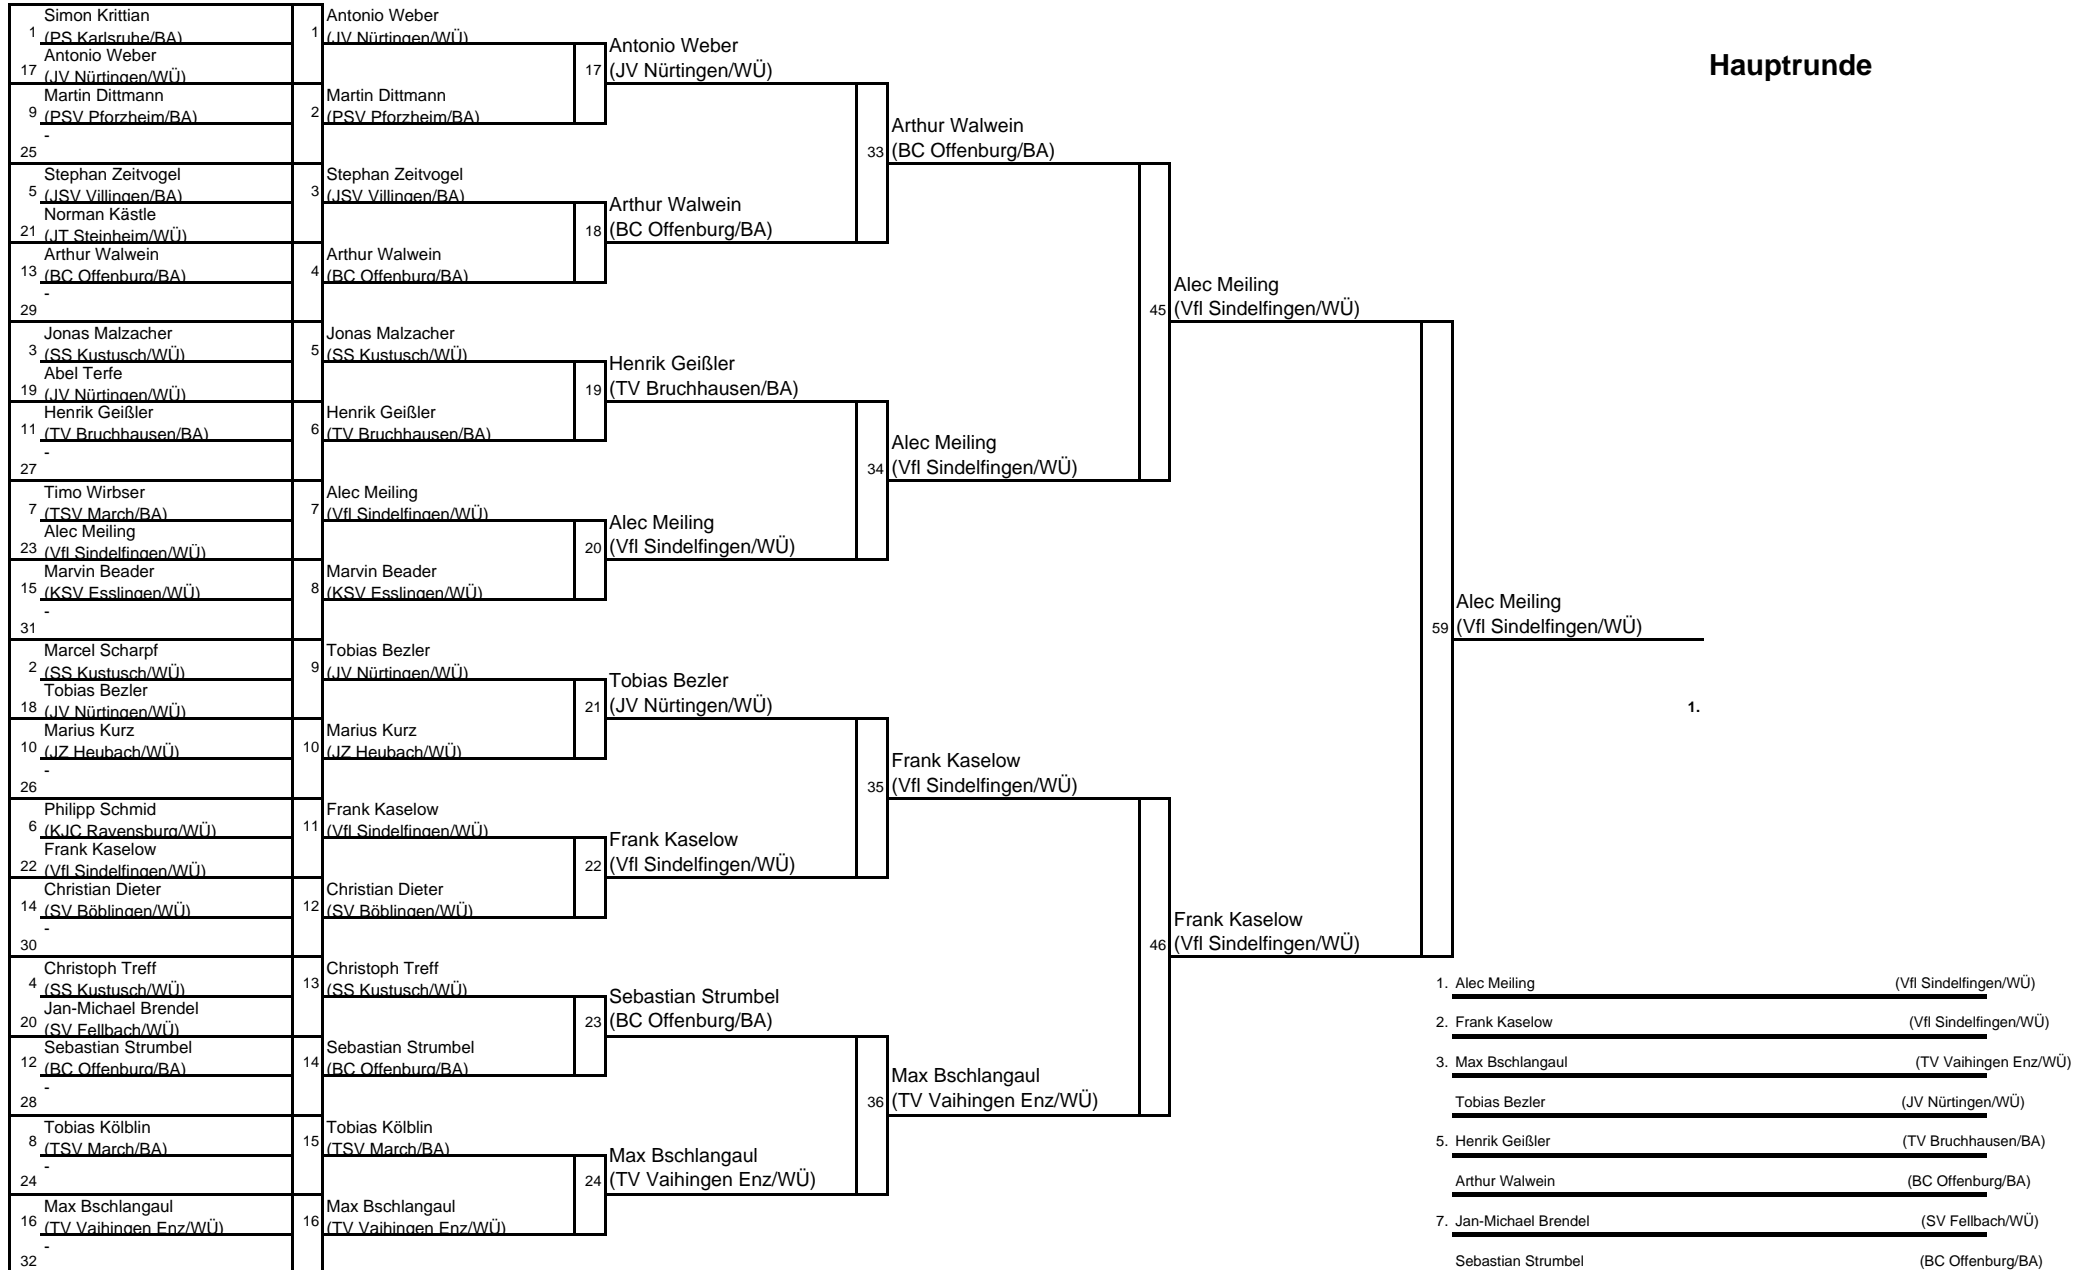 Hauptrunde
1 Simon Krittian
(PS Karlsruhe/BA)
17 Antonio Weber
(JV Nürtingen/WÜ)
9 Martin Dittmann
(PSV Pforzheim/BA)
25 -
5 Stephan Zeitvogel
(JSV Villingen/BA)
21 Norman Kästle
(JT Steinheim/WÜ)
13 Arthur Walwein
(BC Offenburg/BA)
29 -
3 Jonas Malzacher
(SS Kustusch/WÜ)
19 Abel Terfe
(JV Nürtingen/WÜ)
11 Henrik Geißler
(TV Bruchhausen/BA)
27 -
7 Timo Wirbser
(TSV March/BA)
23 Alec Meiling
(Vfl Sindelfingen/WÜ)
15 Marvin Beader
(KSV Esslingen/WÜ)
31 -
2 Marcel Scharpf
(SS Kustusch/WÜ)
18 Tobias Bezler
(JV Nürtingen/WÜ)
10 Marius Kurz
(JZ Heubach/WÜ)
26 -
6 Philipp Schmid
(KJC Ravensburg/WÜ)
22 Frank Kaselow
(Vfl Sindelfingen/WÜ)
14 Christian Dieter
(SV Böblingen/WÜ)
30 -
4 Christoph Treff
(SS Kustusch/WÜ)
20 Jan-Michael Brendel
(SV Fellbach/WÜ)
12 Sebastian Strumbel
(BC Offenburg/BA)
28 -
8 Tobias Kölblin
(TSV March/BA)
24 -
16 Max Bschlangaul
(TV Vaihingen Enz/WÜ)
32 -
1 Antonio Weber
(JV Nürtingen/WÜ)
2 Martin Dittmann
(PSV Pforzheim/BA)
3 Stephan Zeitvogel
(JSV Villingen/BA)
4 Arthur Walwein
(BC Offenburg/BA)
5 Jonas Malzacher
(SS Kustusch/WÜ)
6 Henrik Geißler
(TV Bruchhausen/BA)
7 Alec Meiling
(Vfl Sindelfingen/WÜ)
8 Marvin Beader
(KSV Esslingen/WÜ)
9 Tobias Bezler
(JV Nürtingen/WÜ)
10 Marius Kurz
(JZ Heubach/WÜ)
11 Frank Kaselow
(Vfl Sindelfingen/WÜ)
12 Christian Dieter
(SV Böblingen/WÜ)
13 Christoph Treff
(SS Kustusch/WÜ)
14 Sebastian Strumbel
(BC Offenburg/BA)
15 Tobias Kölblin
(TSV March/BA)
16 Max Bschlangaul
(TV Vaihingen Enz/WÜ)
Antonio Weber
17 (JV Nürtingen/WÜ)
Arthur Walwein
18 (BC Offenburg/BA)
Henrik Geißler
19 (TV Bruchhausen/BA)
Alec Meiling
20 (Vfl Sindelfingen/WÜ)
Tobias Bezler
21 (JV Nürtingen/WÜ)
Frank Kaselow
22 (Vfl Sindelfingen/WÜ)
Sebastian Strumbel
23 (BC Offenburg/BA)
Max Bschlangaul
24 (TV Vaihingen Enz/WÜ)
Arthur Walwein
33 (BC Offenburg/BA)
Alec Meiling
34 (Vfl Sindelfingen/WÜ)
Frank Kaselow
35 (Vfl Sindelfingen/WÜ)
Max Bschlangaul
36 (TV Vaihingen Enz/WÜ)
Alec Meiling
45 (Vfl Sindelfingen/WÜ)
Frank Kaselow
46 (Vfl Sindelfingen/WÜ)
Alec Meiling
59 (Vfl Sindelfingen/WÜ)
1.
1. Alec Meiling (Vfl Sindelfingen/WÜ)
2. Frank Kaselow (Vfl Sindelfingen/WÜ)
3. Max Bschlangaul (TV Vaihingen Enz/WÜ)
Tobias Bezler (JV Nürtingen/WÜ)
5. Henrik Geißler (TV Bruchhausen/BA)
Arthur Walwein (BC Offenburg/BA)
7. Jan-Michael Brendel (SV Fellbach/WÜ)
Sebastian Strumbel (BC Offenburg/BA)